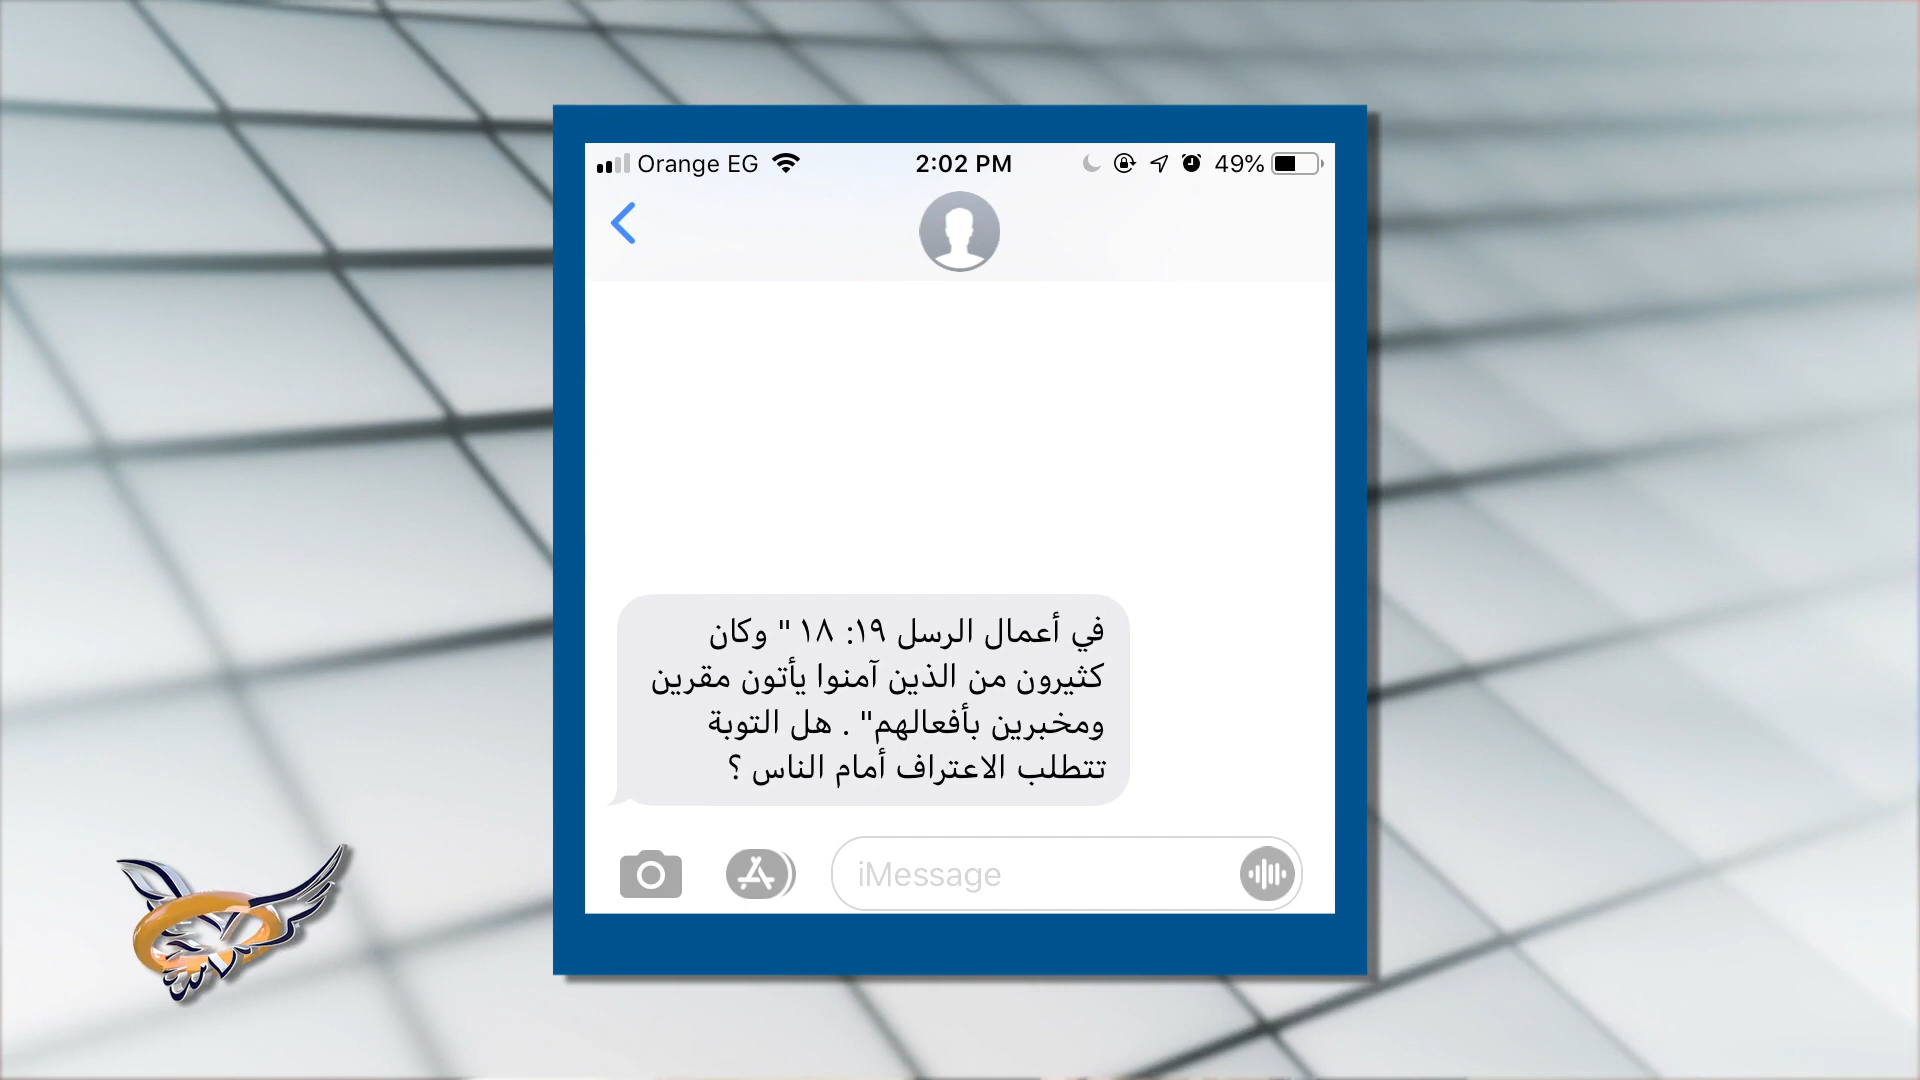 Orange EG
2:02 PM
49%
في أعمال الرسل ١٩: ١٨ " وكان
كثيرون من الذين آمنوا يأتون مقرين
ومخبرين بأفعالهم" . هل التوبة
تتطلب الاعتراف أمام الناس ؟
iMessage